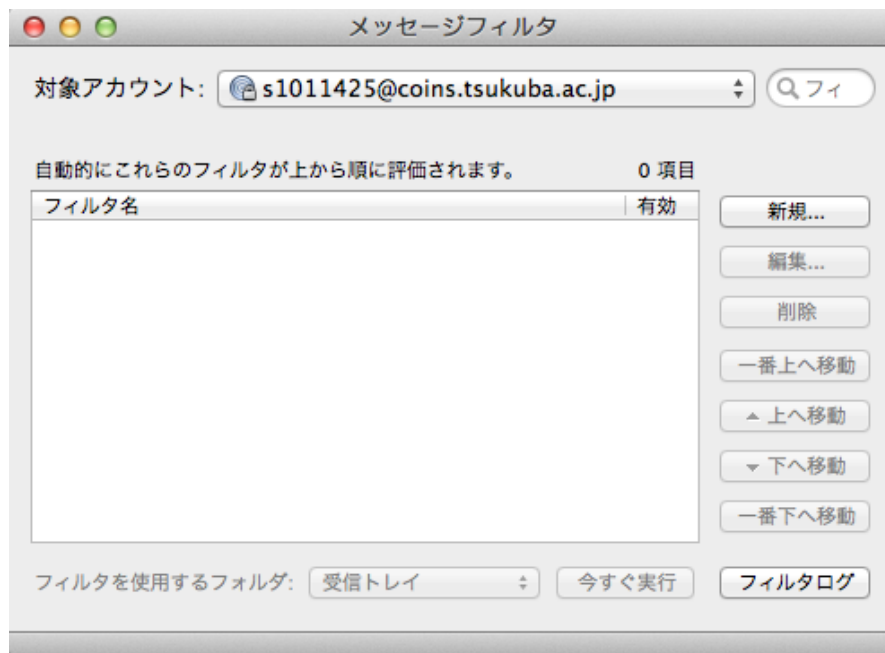 メッセージフィルタ
対象アカウント: s1011425@coins.tsukuba.ac.jp フィ
自動的にこれらのフィルタが上から順に評価されます。 0 項目
フィルタ名 有効
新規...
編集...
削除
一番上へ移動
上へ移動
下へ移動
一番下へ移動
フィルタを使用するフォルダ: 受信トレイ 今すぐ実行 フィルタログ